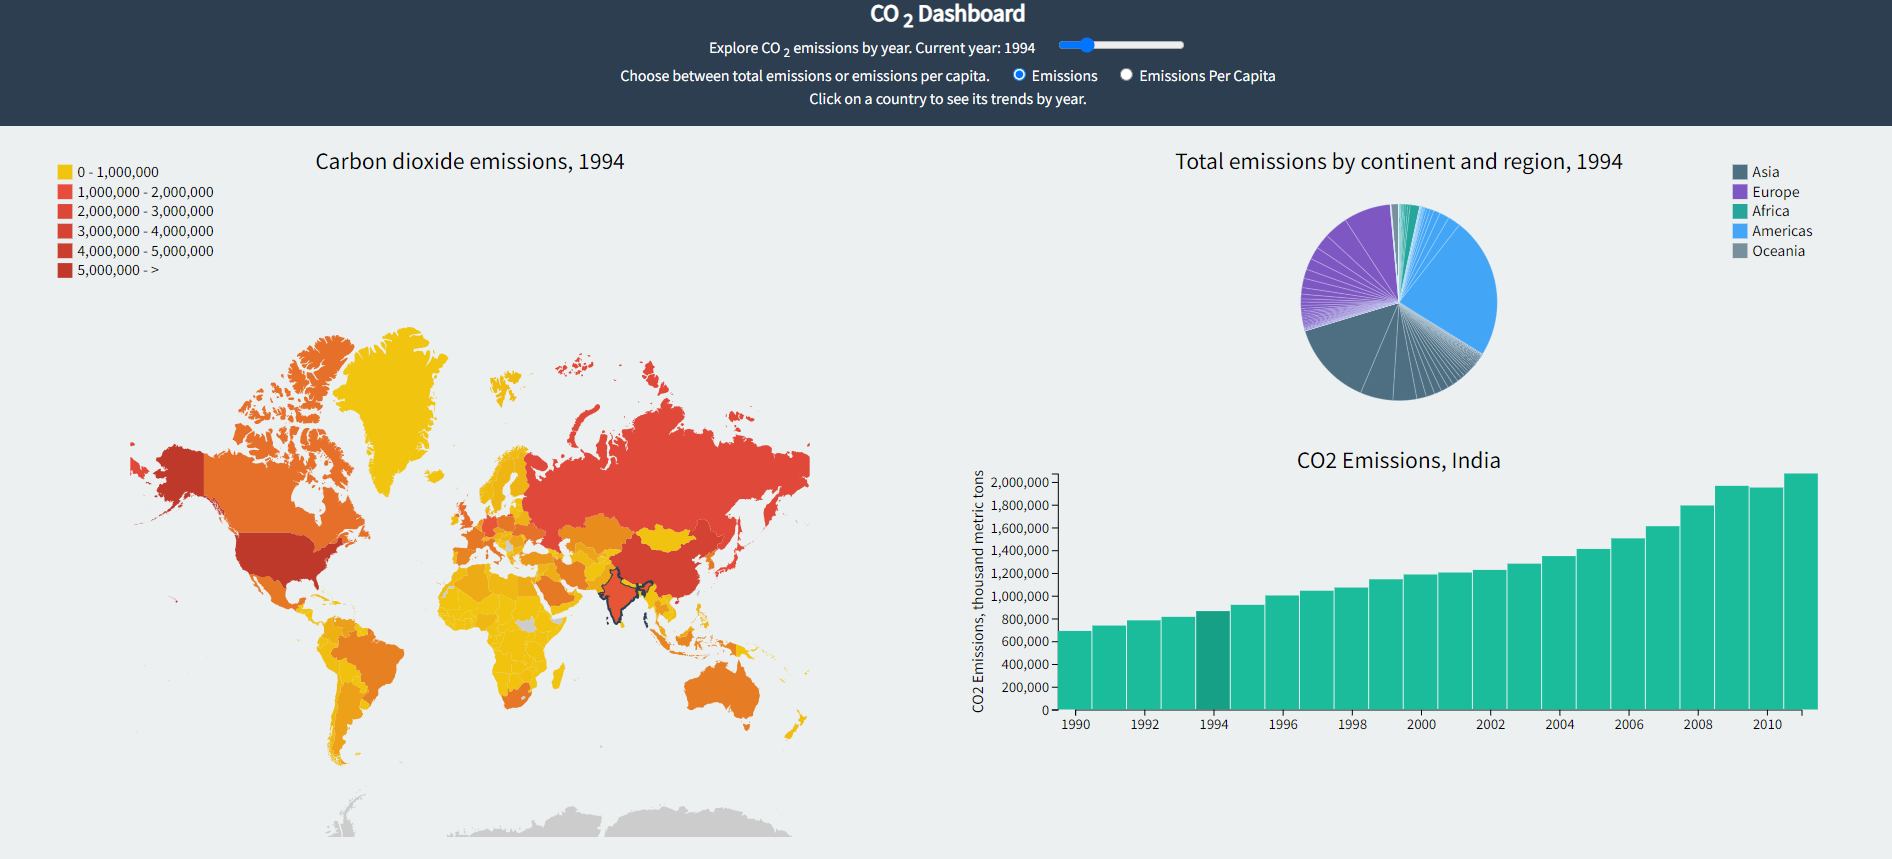 CO 2 Dashboard
Explore CO 2 emissions by year. Current year: 1994
Choose between total emissions or emissions per capita. Emissions Emissions Per Capita
Click on a country to see its trends by year.
Carbon dioxide emissions, 1994
0 - 1,000,000
1,000,000 - 2,000,000
2,000,000 - 3,000,000
3,000,000 - 4,000,000
4,000,000 - 5,000,000
5,000,000 - >
Total emissions by continent and region, 1994
Asia
Europe
Africa
Americas
Oceania
CO2 Emissions, India
CO2 Emissions, thousand metric tons
2,000,000
1,800,000
1,600,000
1,400,000
1,200,000
1,000,000
800,000
600,000
400,000
200,000
0
1990 1992 1994 1996 1998 2000 2002 2004 2006 2008 2010